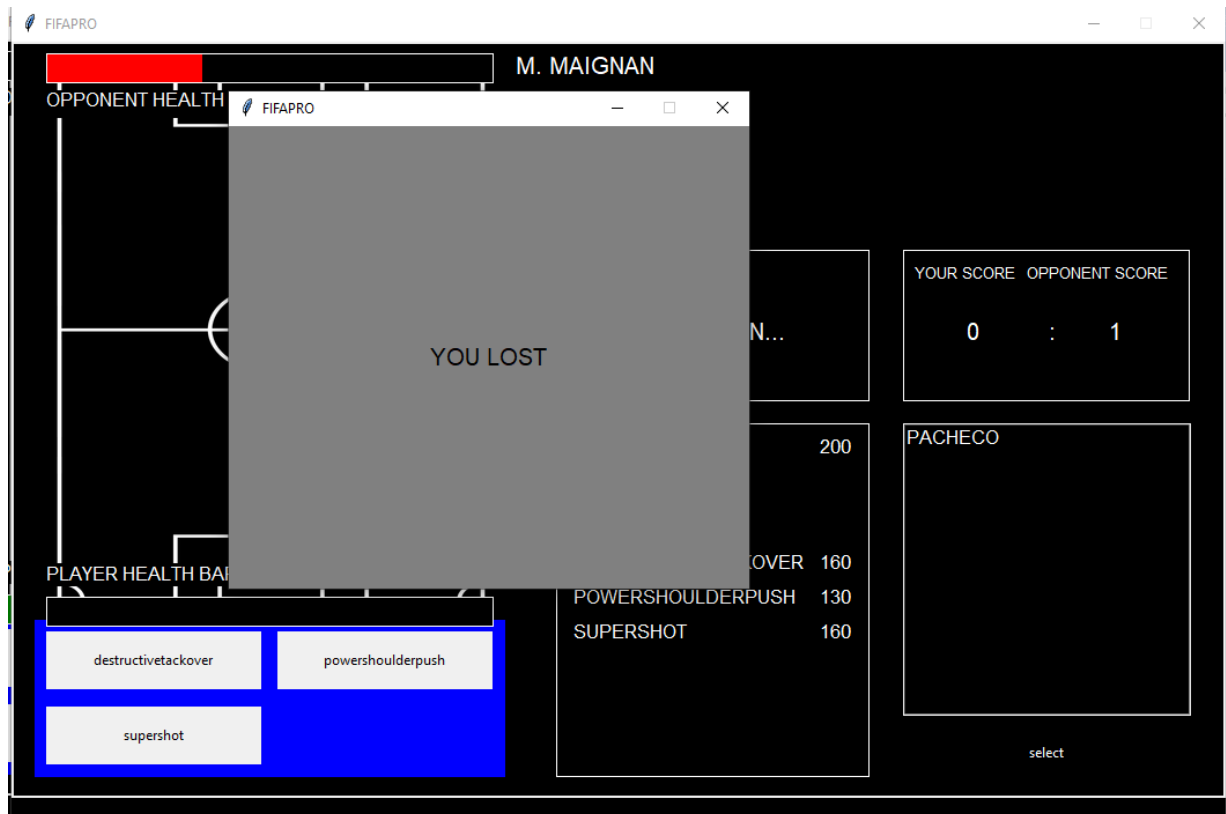 FIFAPRO
M. MAIGNAN
OPPONENT HEALTH
FIFAPRO
YOU LOST
N...
YOUR SCORE OPPONENT SCORE
0 : 1
200
PACHECO
PLAYER HEALTH BAR
OVER 160
POWERSHOULDERPUSH 130
SUPERSHOT 160
destructivetackover
powershoulderpush
supershot
select